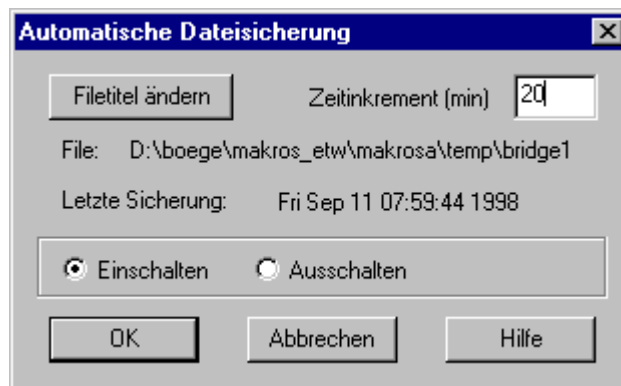 Automatische Dateisicherung
Filetitel ändern Zeitinkrement (min) 20
File: D:\boege\makros_etw\makrosa\temp\bridge1
Letzte Sicherung: Fri Sep 11 07:59:44 1998
Einschalten Ausschalten
OK Abbrechen Hilfe